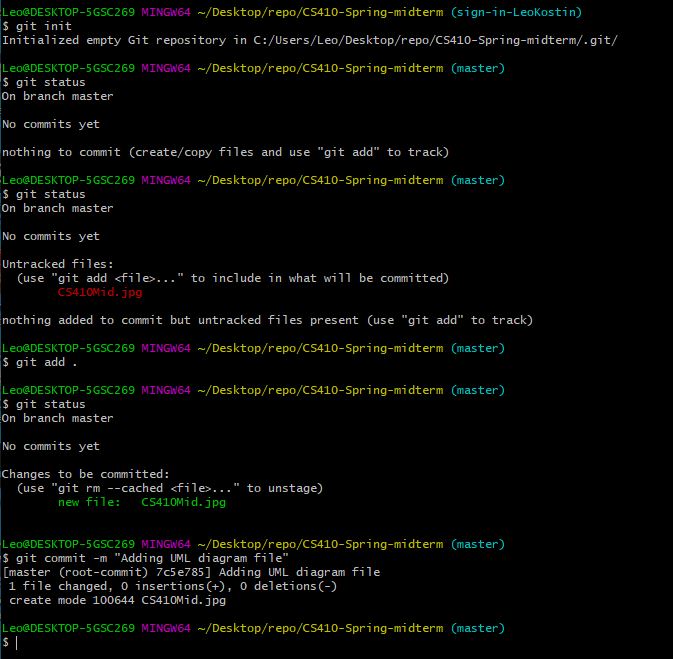 Leo@DESKTOP-5GSC269 MINGW64 ~/Desktop/repo/CS410-Spring-midterm (sign-in-LeoKostin)
$ git init
Initialized empty Git repository in C:/Users/Leo/Desktop/repo/CS410-Spring-midterm/.git/
Leo@DESKTOP-5GSC269 MINGW64 ~/Desktop/repo/CS410-Spring-midterm (master)
$ git status
On branch master
No commits yet
nothing to commit (create/copy files and use "git add" to track)
Leo@DESKTOP-5GSC269 MINGW64 ~/Desktop/repo/CS410-Spring-midterm (master)
$ git status
On branch master
No commits yet
Untracked files:
(use "git add <file>..." to include in what will be committed)
CS410Mid.jpg
nothing added to commit but untracked files present (use "git add" to track)
Leo@DESKTOP-5GSC269 MINGW64 ~/Desktop/repo/CS410-Spring-midterm (master)
$ git add .
Leo@DESKTOP-5GSC269 MINGW64 ~/Desktop/repo/CS410-Spring-midterm (master)
$ git status
On branch master
No commits yet
Changes to be committed:
(use "git rm --cached <file>..." to unstage)
new file: CS410Mid.jpg
Leo@DESKTOP-5GSC269 MINGW64 ~/Desktop/repo/CS410-Spring-midterm (master)
$ git commit -m "Adding UML diagram file"
[master (root-commit) 7c5e785] Adding UML diagram file
1 file changed, 0 insertions(+), 0 deletions(-)
create mode 100644 CS410Mid.jpg
Leo@DESKTOP-5GSC269 MINGW64 ~/Desktop/repo/CS410-Spring-midterm (master)
$